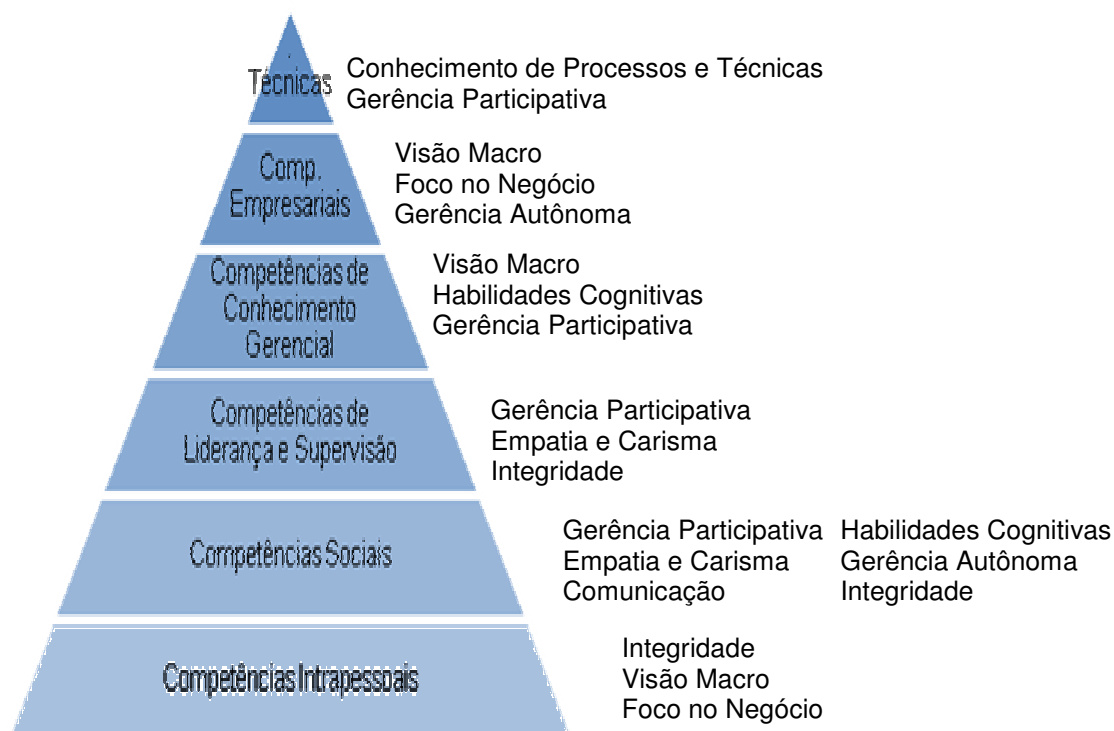 Técnicas
Conhecimento de Processos e Técnicas
Gerência Participativa
Comp.
Empresariais
Visão Macro
Foco no Negócio
Gerência Autônoma
Competências de
Conhecimento
Gerencial
Visão Macro
Habilidades Cognitivas
Gerência Participativa
Competências de
Liderança e Supervisão
Gerência Participativa
Empatia e Carisma
Integridade
Competências Sociais
Gerência Participativa
Empatia e Carisma
Comunicação
Habilidades Cognitivas
Gerência Autônoma
Integridade
Competências Intrapessoais
Integridade
Visão Macro
Foco no Negócio